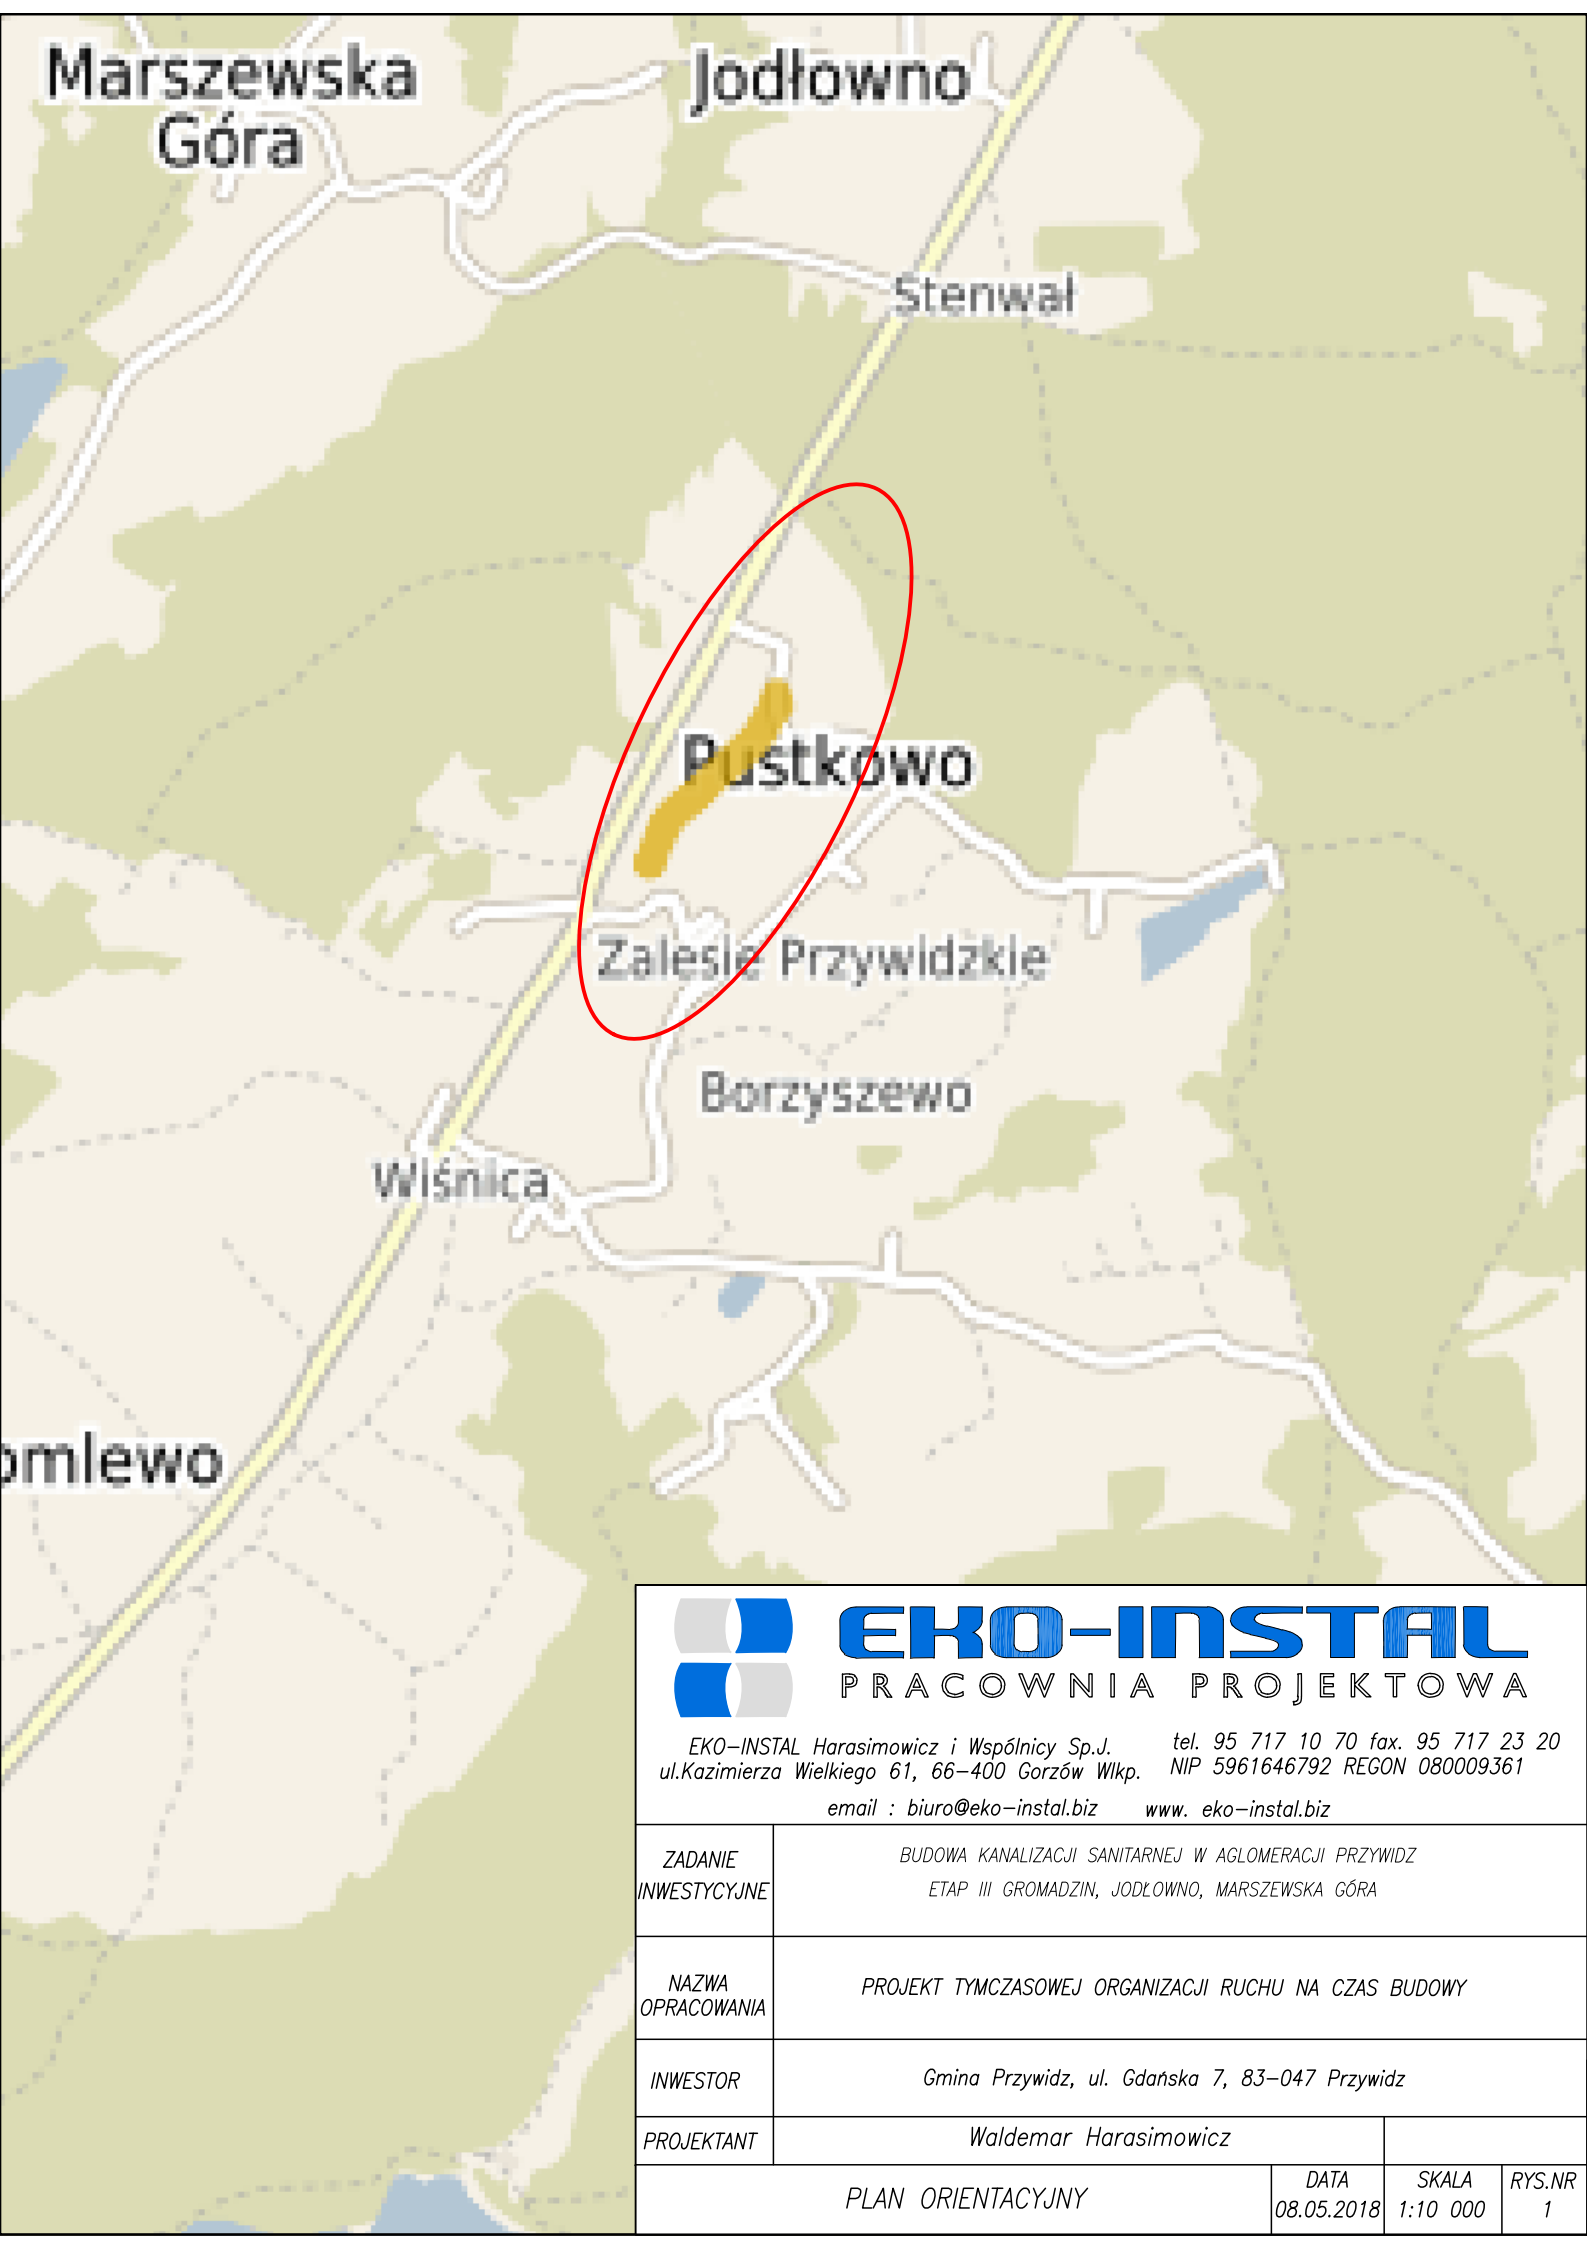 Marszewska
Góra
Jodłowno
Stenwał
Pustkowo
Zalesie Przywidzkie
Borzyszewo
Wiśnica
omlewo
EKO-INSTAL
PRACOWNIA PROJEKTOWA
EKO-INSTAL Harasimowicz i Wspólnicy Sp.J.
ul.Kazimierza Wielkiego 61, 66-400 Gorzów Wlkp.
tel. 95 717 10 70 fax. 95 717 23 20
NIP 5961646792 REGON 080009361
email : biuro@eko-instal.biz www. eko-instal.biz
ZADANIE
INWESTYCYJNE
BUDOWA KANALIZACJI SANITARNEJ W AGLOMERACJI PRZYWIDZ
ETAP III GROMADZIN, JODŁOWNO, MARSZEWSKA GÓRA
NAZWA
OPRACOWANIA
PROJEKT TYMCZASOWEJ ORGANIZACJI RUCHU NA CZAS BUDOWY
INWESTOR
Gmina Przywidz, ul. Gdańska 7, 83-047 Przywidz
PROJEKTANT
Waldemar Harasimowicz
PLAN ORIENTACYJNY
DATA
08.05.2018
SKALA
1:10 000
RYS.NR
1